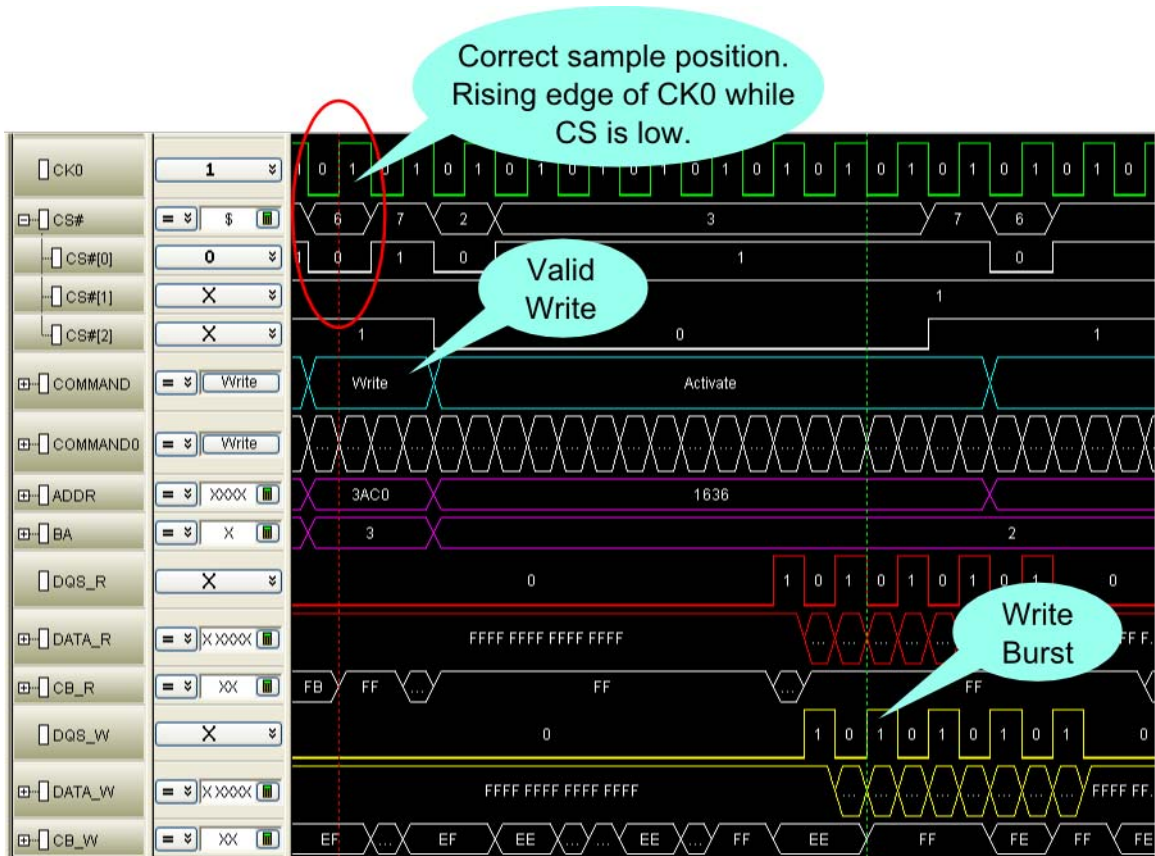 Correct sample position.
Rising edge of CK0 while
CS is low.
CK0 1 1 0 1 0 1 0 1 0 1 0 1 0 1 0 1 0 1 0 1 0 1 0 1 0 1 0 1 0
CS# = $ 6 7 2 3 7 6
CS#[0] 0 1 0 1 0 1 0
CS#[1] X 1
CS#[2] X 1 0 1
Valid
Write
COMMAND = Write Write Activate
COMMAND0 = Write ... ... ... ... ... ... ... ... ... ... ... ...
ADDR = XXXX 3AC0 1636
BA = X 3 2
DQS_R X 0 1 0 1 0 1 0 1 0 1 0
DATA_R = X XXXX FFFF FFFF FFFF FFFF ... ... ... ... ... FF F...
Write
Burst
CB_R = XX FB FF ... FF ... FF
DQS_W X 0 1 0 1 0 1 0 1 0 1 0
DATA_W = X XXXX FFFF FFFF FFFF FFFF ... ... ... ... ... ... ... ... FFFF FF...
CB_W = XX EF ... EF EE ... ... EE ... FF EE FF FE FF FE